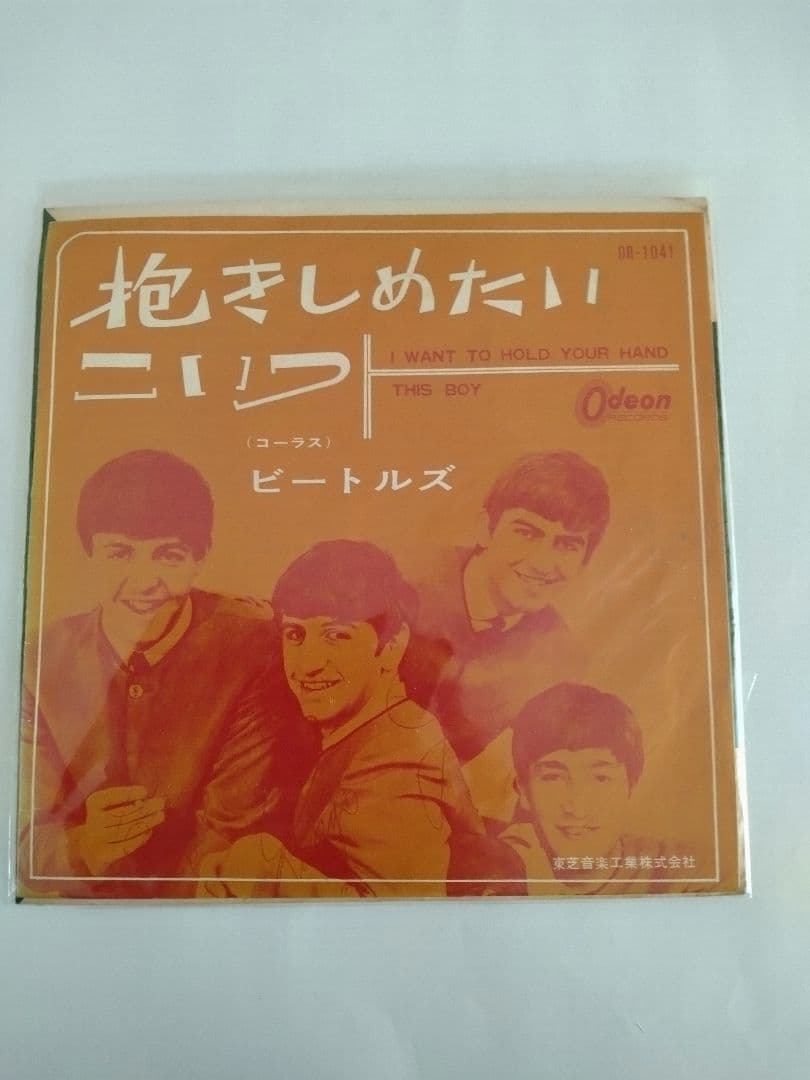 OR-1041
抱きしめたい
こいつ
I WANT TO HOLD YOUR HAND
THIS BOY
Odeon
RECORDS
(コーラス)
ビートルズ
東芝音楽工業株式会社